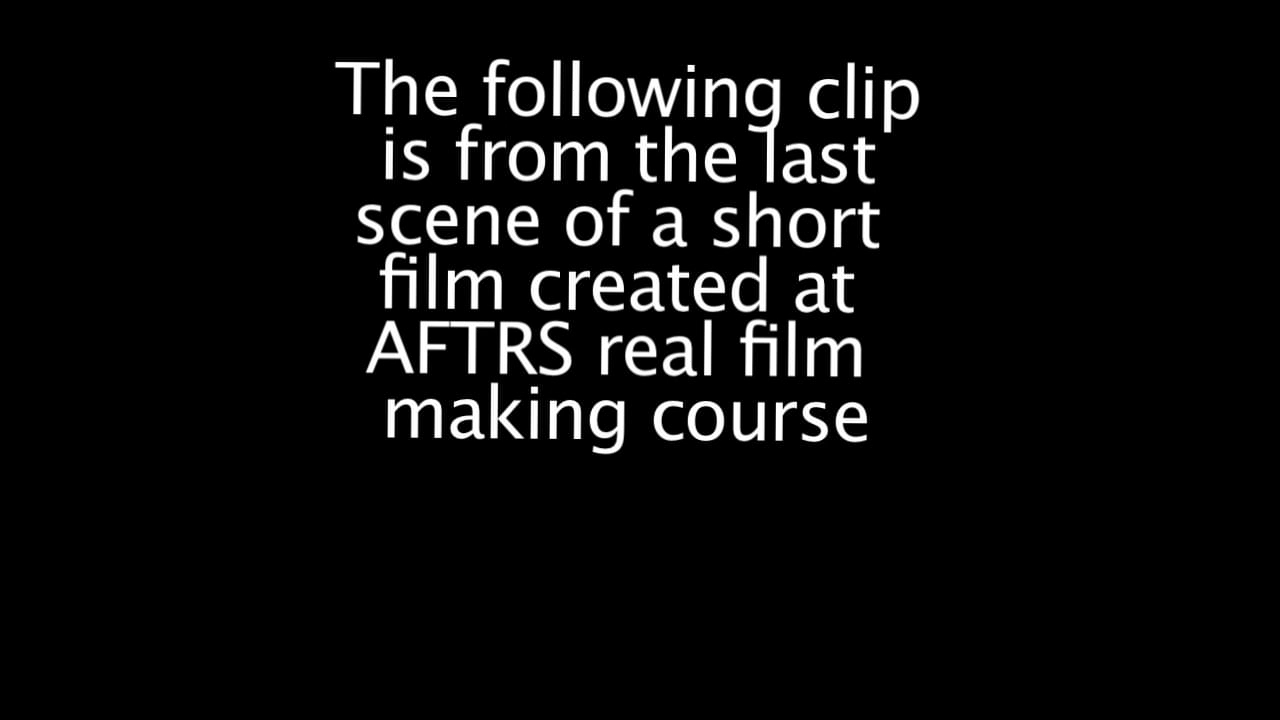 The following clip
is from the last
scene of a short
film created at
AFTRS real film
making course